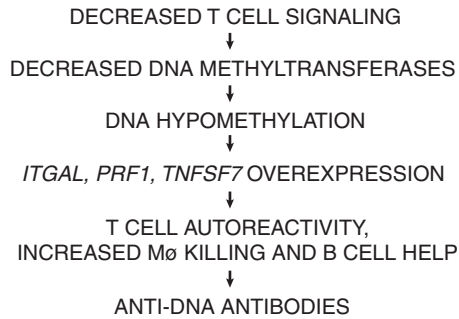 DECREASED T CELL SIGNALING
DECREASED DNA METHYLTRANSFERASES
DNA HYPOMETHYLATION
ITGAL, PRF1, TNFSF7 OVEREXPRESSION
T CELL AUTOREACTIVITY,
INCREASED Mø KILLING AND B CELL HELP
ANTI-DNA ANTIBODIES